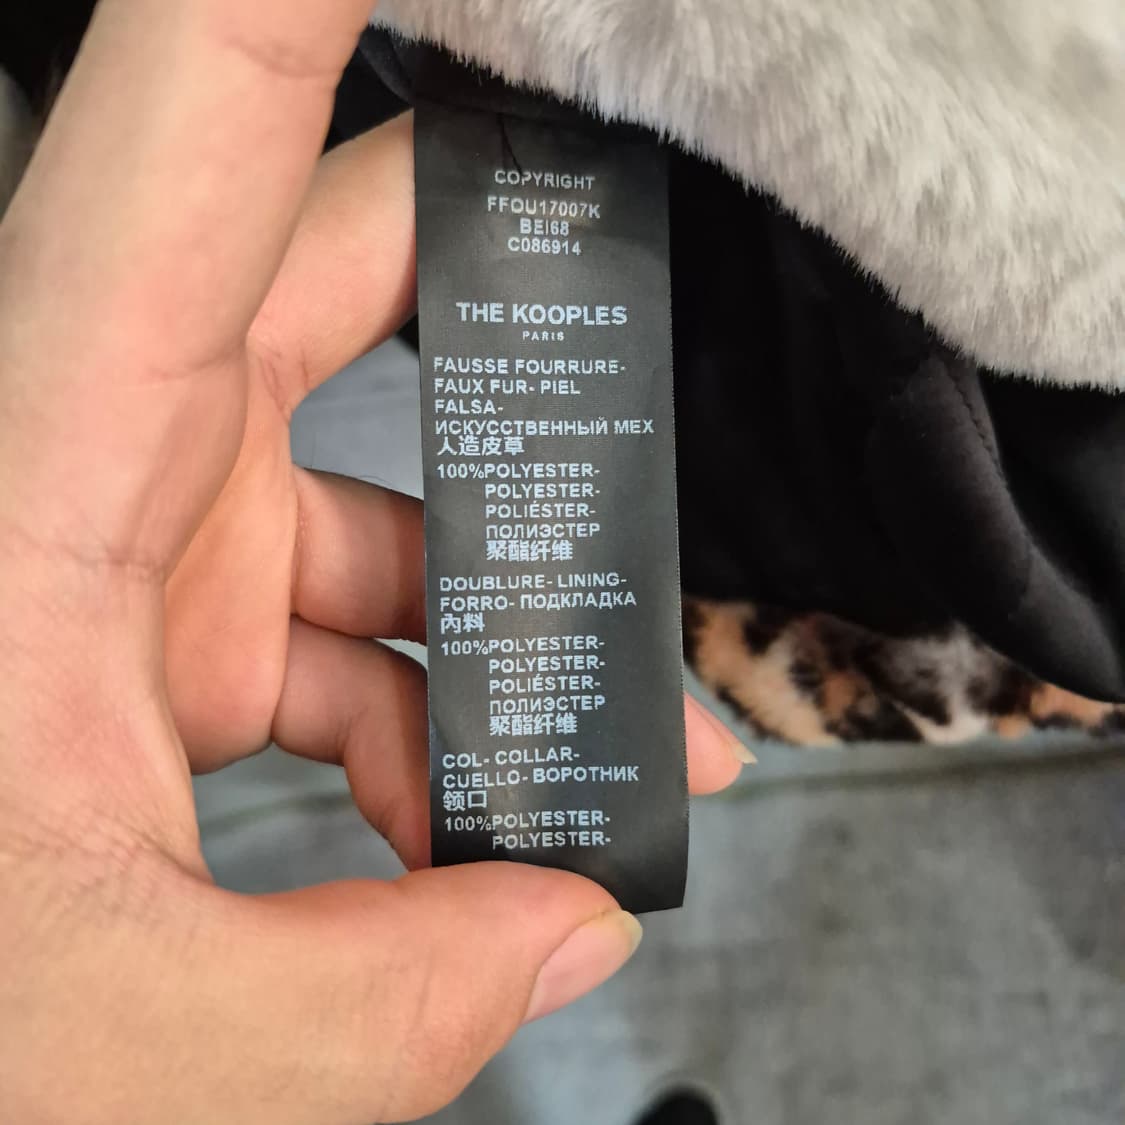 COPYRIGHT
FFOU17007K
BEI68
C086914
THE KOOPLES
PARIS
FAUSSE FOURRURE-
FAUX FUR- PIEL
FALSA-
ИСКУССТВЕННЫЙ МЕХ
人造皮草
100%POLYESTER-
POLYESTER-
POLIÉSTER-
ПОЛИЭСТЕР
聚酯纤维
DOUBLURE- LINING-
FORRO- ПОДКЛАДКА
内料
100%POLYESTER-
POLYESTER-
POLIÉSTER-
ПОЛИЭСТЕР
聚酯纤维
COL- COLLAR-
CUELLO- ВОРОТНИК
领口
100%POLYESTER-
POLYESTER-